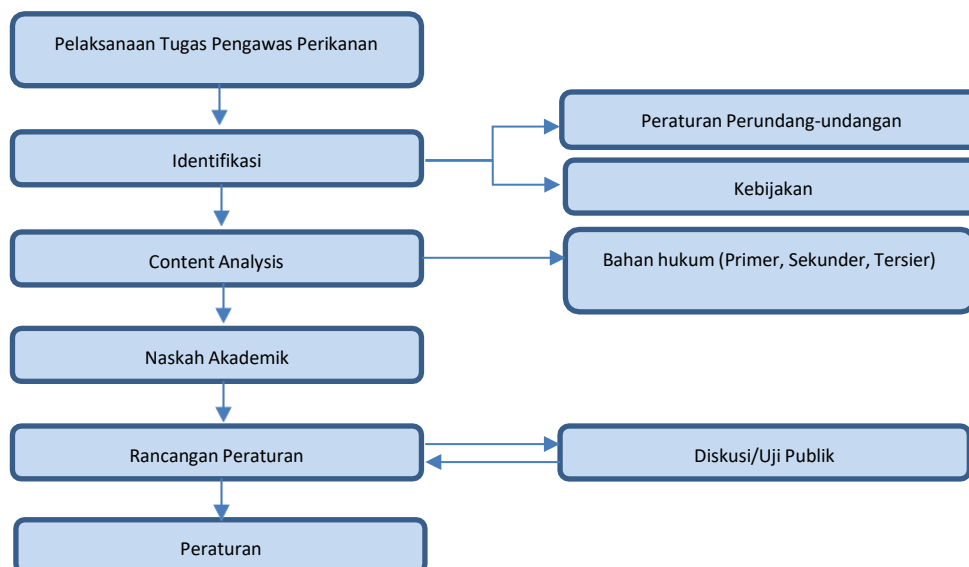 Pelaksanaan Tugas Pengawas Perikanan
Peraturan Perundang-undangan
Identifikasi
Kebijakan
Content Analysis
Bahan hukum (Primer, Sekunder, Tersier)
Naskah Akademik
Rancangan Peraturan
Diskusi/Uji Publik
Peraturan